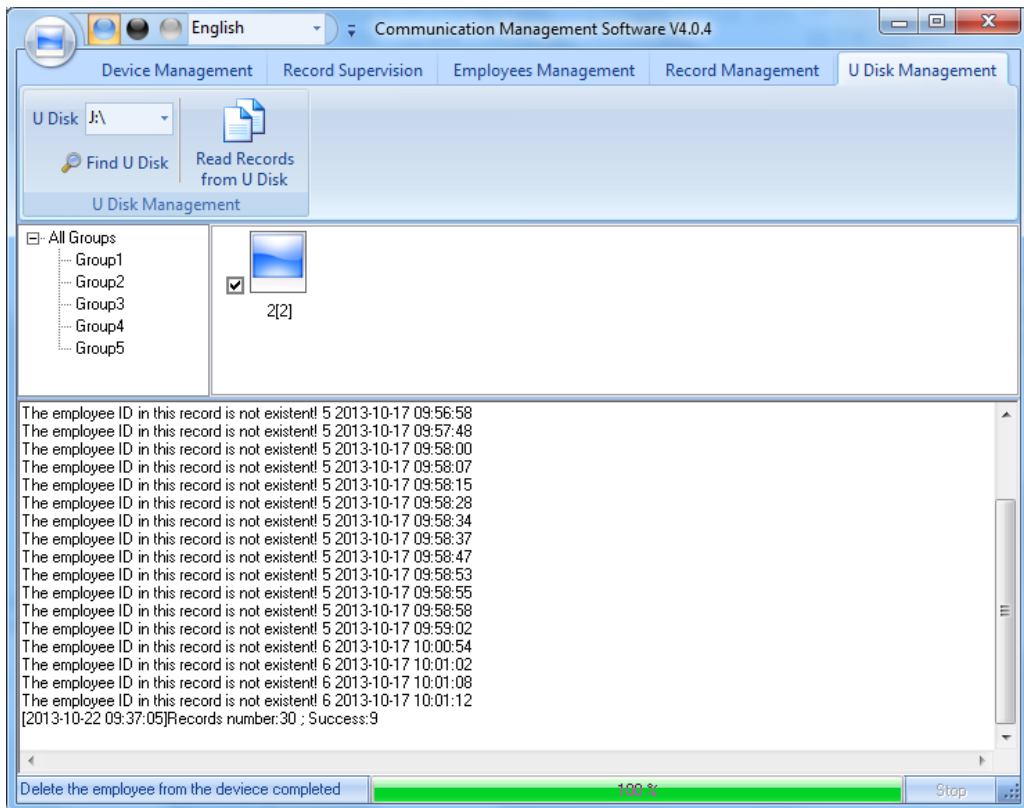 English
Communication Management Software V4.0.4
Device Management
Record Supervision
Employees Management
Record Management
U Disk Management
U Disk J:\
Find U Disk
Read Records
from U Disk
U Disk Management
All Groups
Group1
Group2
Group3
Group4
Group5
2[2]
The employee ID in this record is not existent! 5 2013-10-17 09:56:58
The employee ID in this record is not existent! 5 2013-10-17 09:57:48
The employee ID in this record is not existent! 5 2013-10-17 09:58:00
The employee ID in this record is not existent! 5 2013-10-17 09:58:07
The employee ID in this record is not existent! 5 2013-10-17 09:58:15
The employee ID in this record is not existent! 5 2013-10-17 09:58:28
The employee ID in this record is not existent! 5 2013-10-17 09:58:34
The employee ID in this record is not existent! 5 2013-10-17 09:58:37
The employee ID in this record is not existent! 5 2013-10-17 09:58:47
The employee ID in this record is not existent! 5 2013-10-17 09:58:53
The employee ID in this record is not existent! 5 2013-10-17 09:58:55
The employee ID in this record is not existent! 5 2013-10-17 09:58:58
The employee ID in this record is not existent! 5 2013-10-17 09:59:02
The employee ID in this record is not existent! 6 2013-10-17 10:00:54
The employee ID in this record is not existent! 6 2013-10-17 10:01:02
The employee ID in this record is not existent! 6 2013-10-17 10:01:08
The employee ID in this record is not existent! 6 2013-10-17 10:01:12
[2013-10-22 09:37:05]Records number:30 ; Success:9
Delete the employee from the deviece completed
100 %
Stop